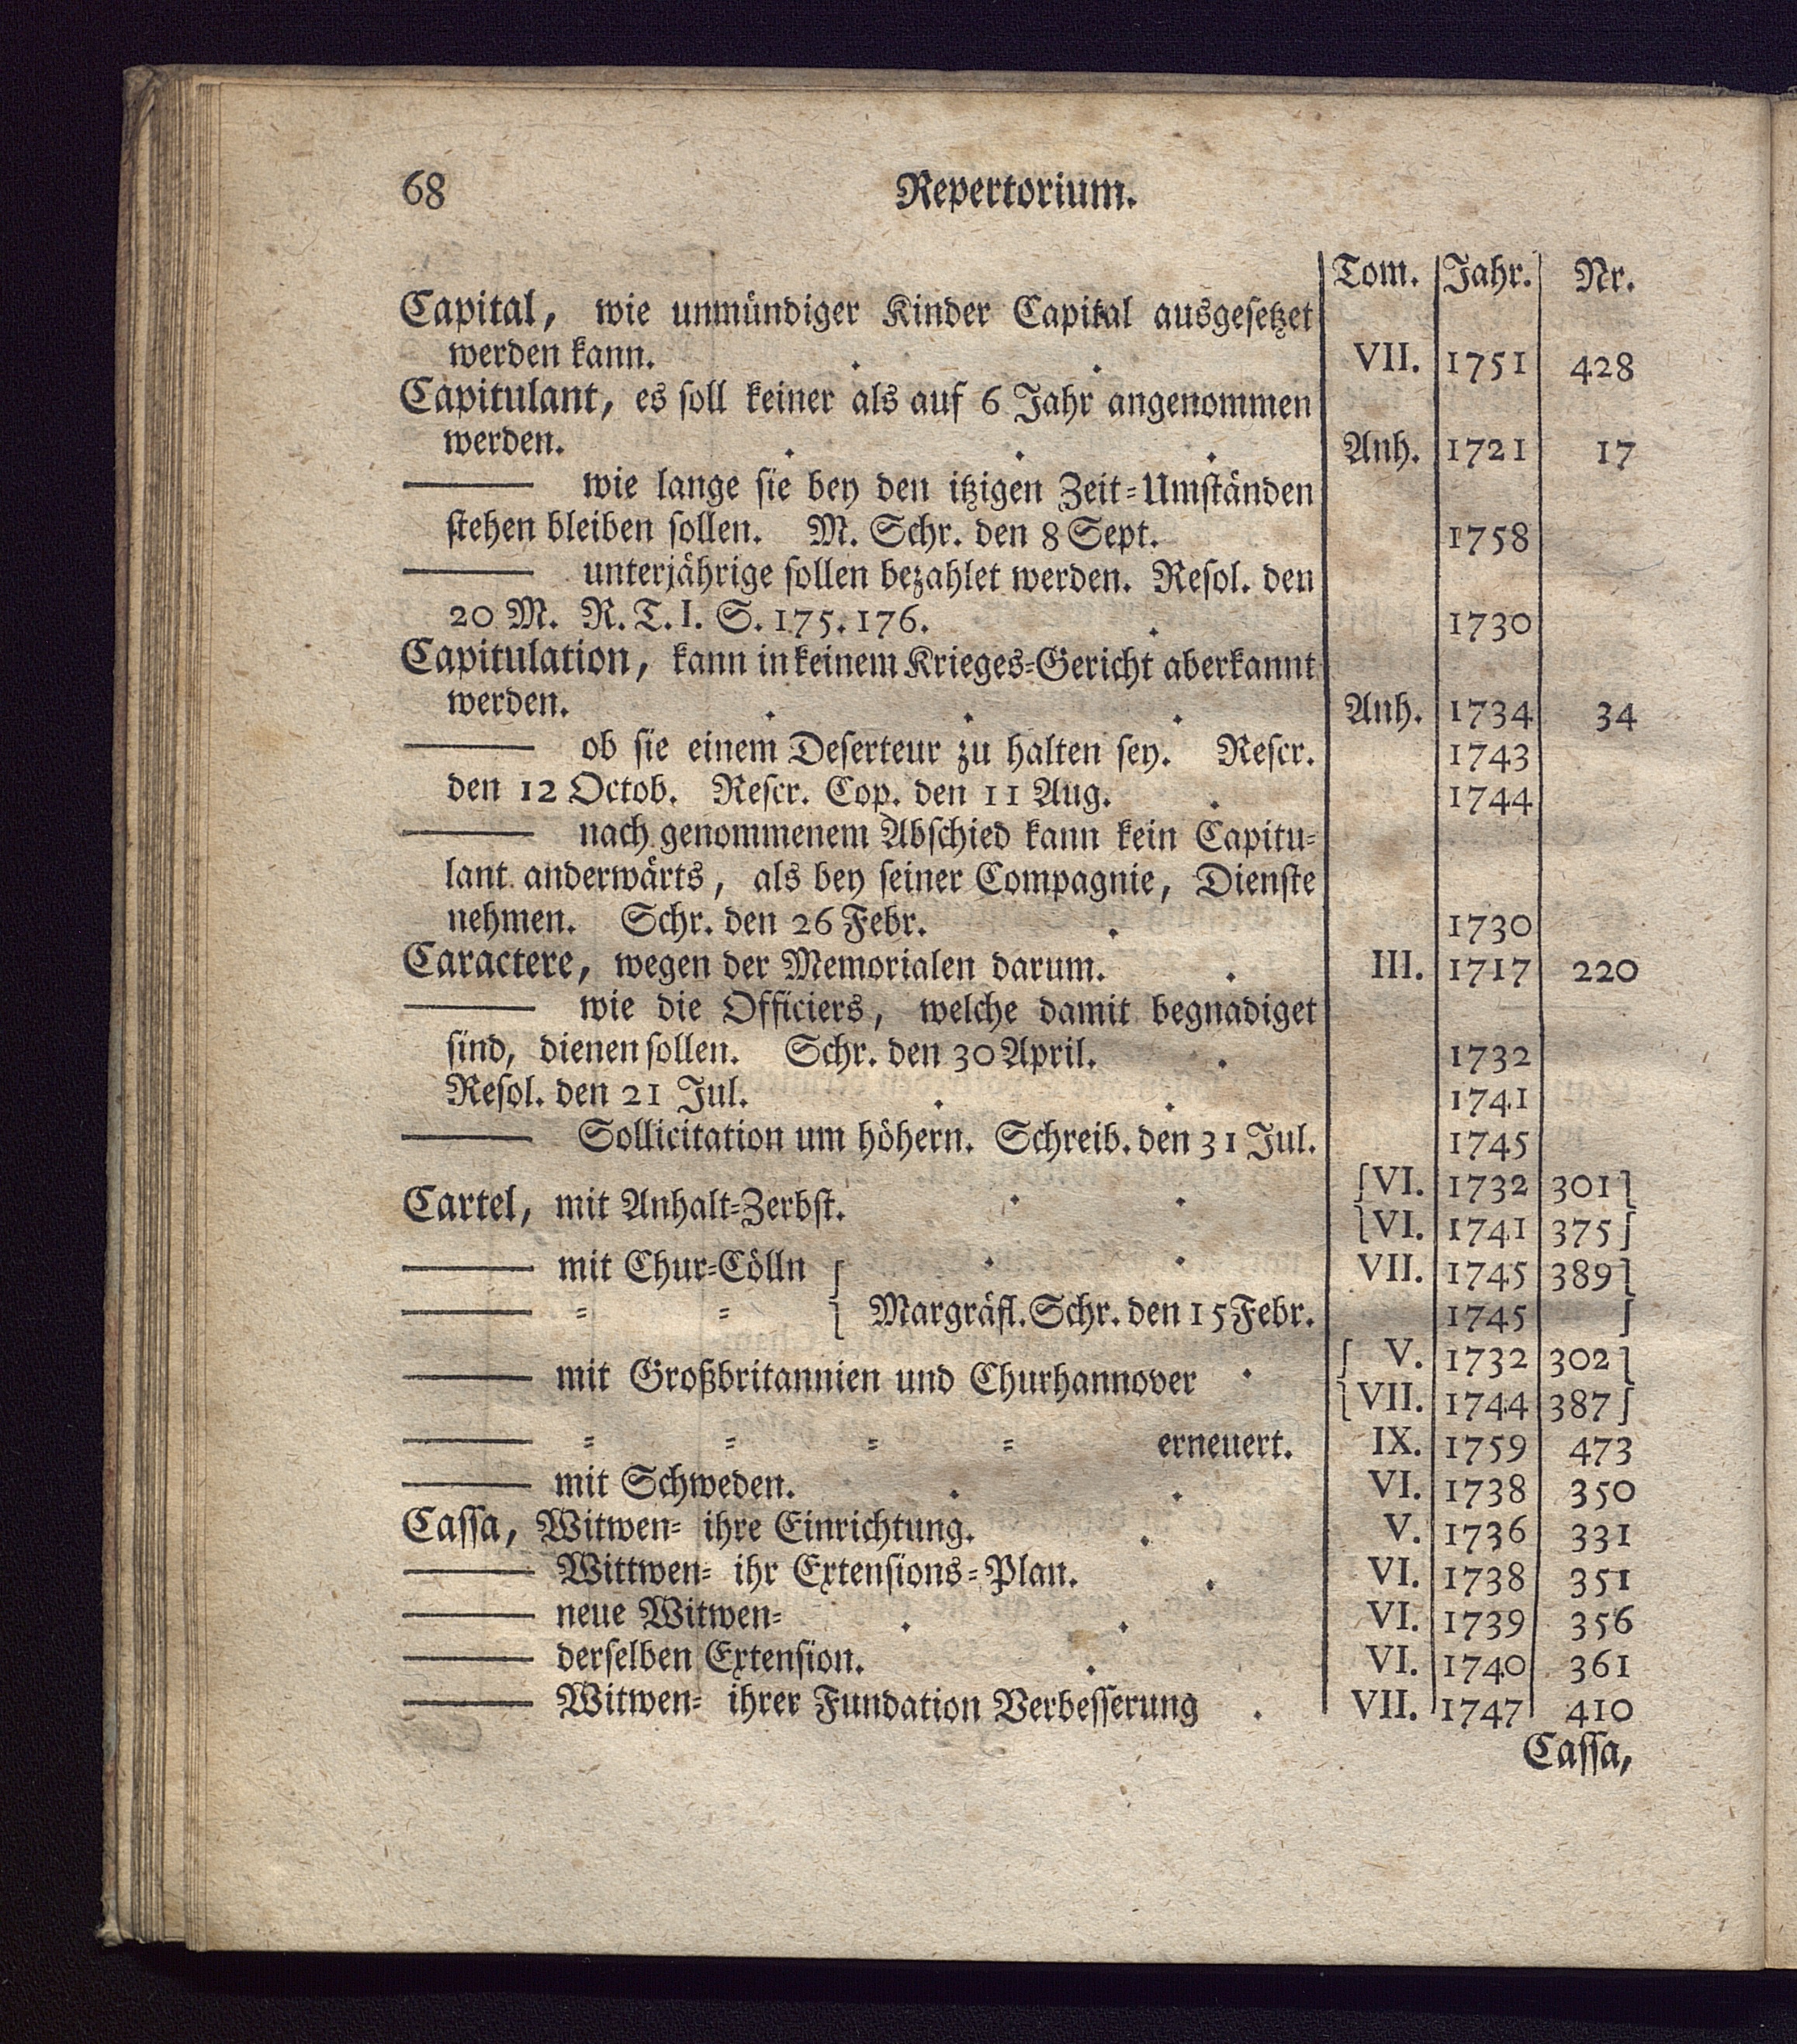 68 Repertorium.
Tom. Jahr. Nr.
Capital, wie unmündiger Kinder Capital ausgesetzet
werden kann. . . VII. 1751 428
Capitulant, es soll keiner als auf 6 Jahr angenommen
werden. . . . Anh. 1721 17
—— wie lange sie bey den itzigen Zeit=Umständen
stehen bleiben sollen. M. Schr. den 8 Sept. 1758
—— unterjährige sollen bezahlet werden. Resol. den
20 M. R. T. I. S. 175. 176. . 1730
Capitulation, kann in keinem Krieges=Gericht aberkannt
werden. . . . Anh. 1734 34
—— ob sie einem Deserteur zu halten sey. Rescr. 1743
den 12 Octob. Rescr. Cop. den 11 Aug. . 1744
—— nach genommenem Abschied kann kein Capitu=
lant anderwärts, als bey seiner Compagnie, Dienste
nehmen. Schr. den 26 Febr. . 1730
Caractere, wegen der Memorialen darum. . III. 1717 220
—— wie die Officiers, welche damit begnadiget
sind, dienen sollen. Schr. den 30 April. . 1732
Resol. den 21 Jul. . . 1741
—— Sollicitation um höhern. Schreib. den 31 Jul. 1745
Cartel, mit Anhalt=Zerbst. . . { VI. 1732 301 }
{ VI. 1741 375 }
—— mit Chur=Cölln { . . VII. 1745 389 }
—— = = { Margräfl. Schr. den 15 Febr. 1745 }
—— mit Großbritannien und Churhannover . { V. 1732 302 }
{ VII. 1744 387 }
—— = = = = erneuert. IX. 1759 473
—— mit Schweden. . . VI. 1738 350
Cassa, Witwen= ihre Einrichtung. . V. 1736 331
—— Wittwen= ihr Extensions=Plan. . VI. 1738 351
—— neue Witwen= . . VI. 1739 356
—— derselben Extension. . VI. 1740 361
—— Witwen= ihrer Fundation Verbesserung . VII. 1747 410
Cassa,